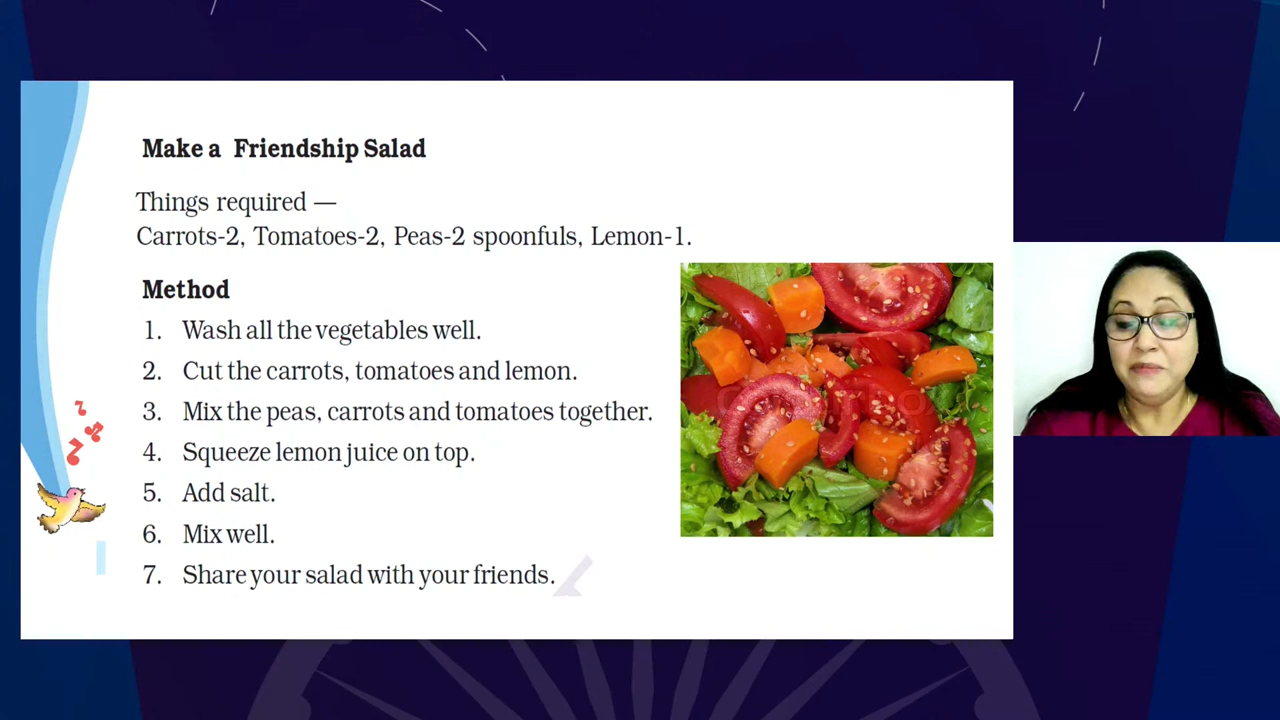 Make a Friendship Salad
Things required —
Carrots-2, Tomatoes-2, Peas-2 spoonfuls, Lemon-1.
Method
1. Wash all the vegetables well.
2. Cut the carrots, tomatoes and lemon.
3. Mix the peas, carrots and tomatoes together.
4. Squeeze lemon juice on top.
5. Add salt.
6. Mix well.
7. Share your salad with your friends.